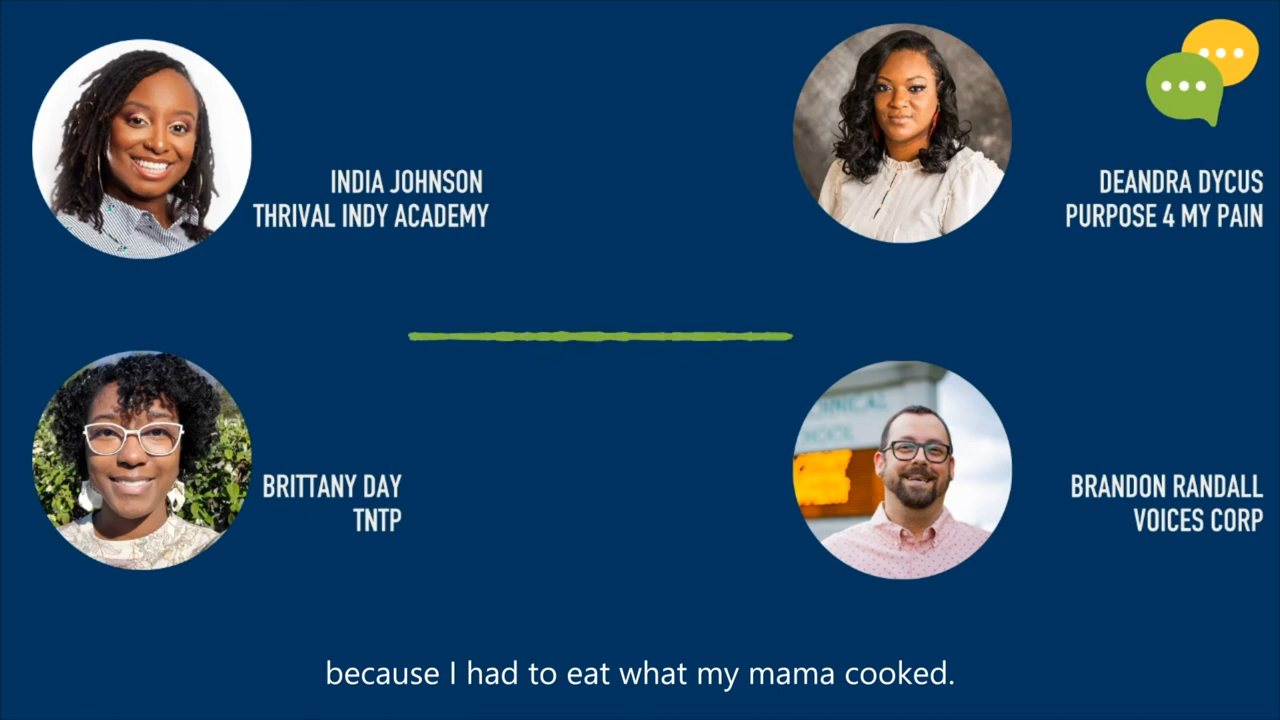 INDIA JOHNSON
THRIVAL INDY ACADEMY
DEANDRA DYCUS
PURPOSE 4 MY PAIN
BRITTANY DAY
TNTP
BRANDON RANDALL
VOICES CORP
because I had to eat what my mama cooked.